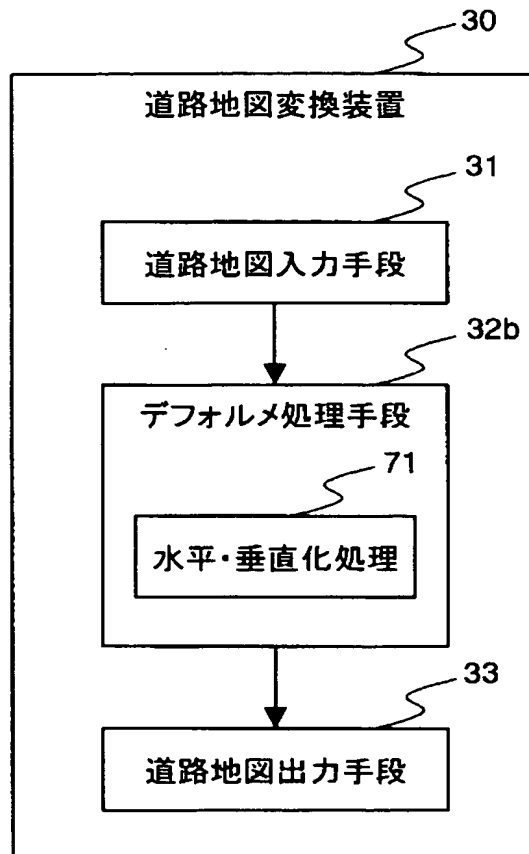 30
道路地図変換装置
31
道路地図入力手段
32b
デフォルメ処理手段
71
水平・垂直化処理
33
道路地図出力手段